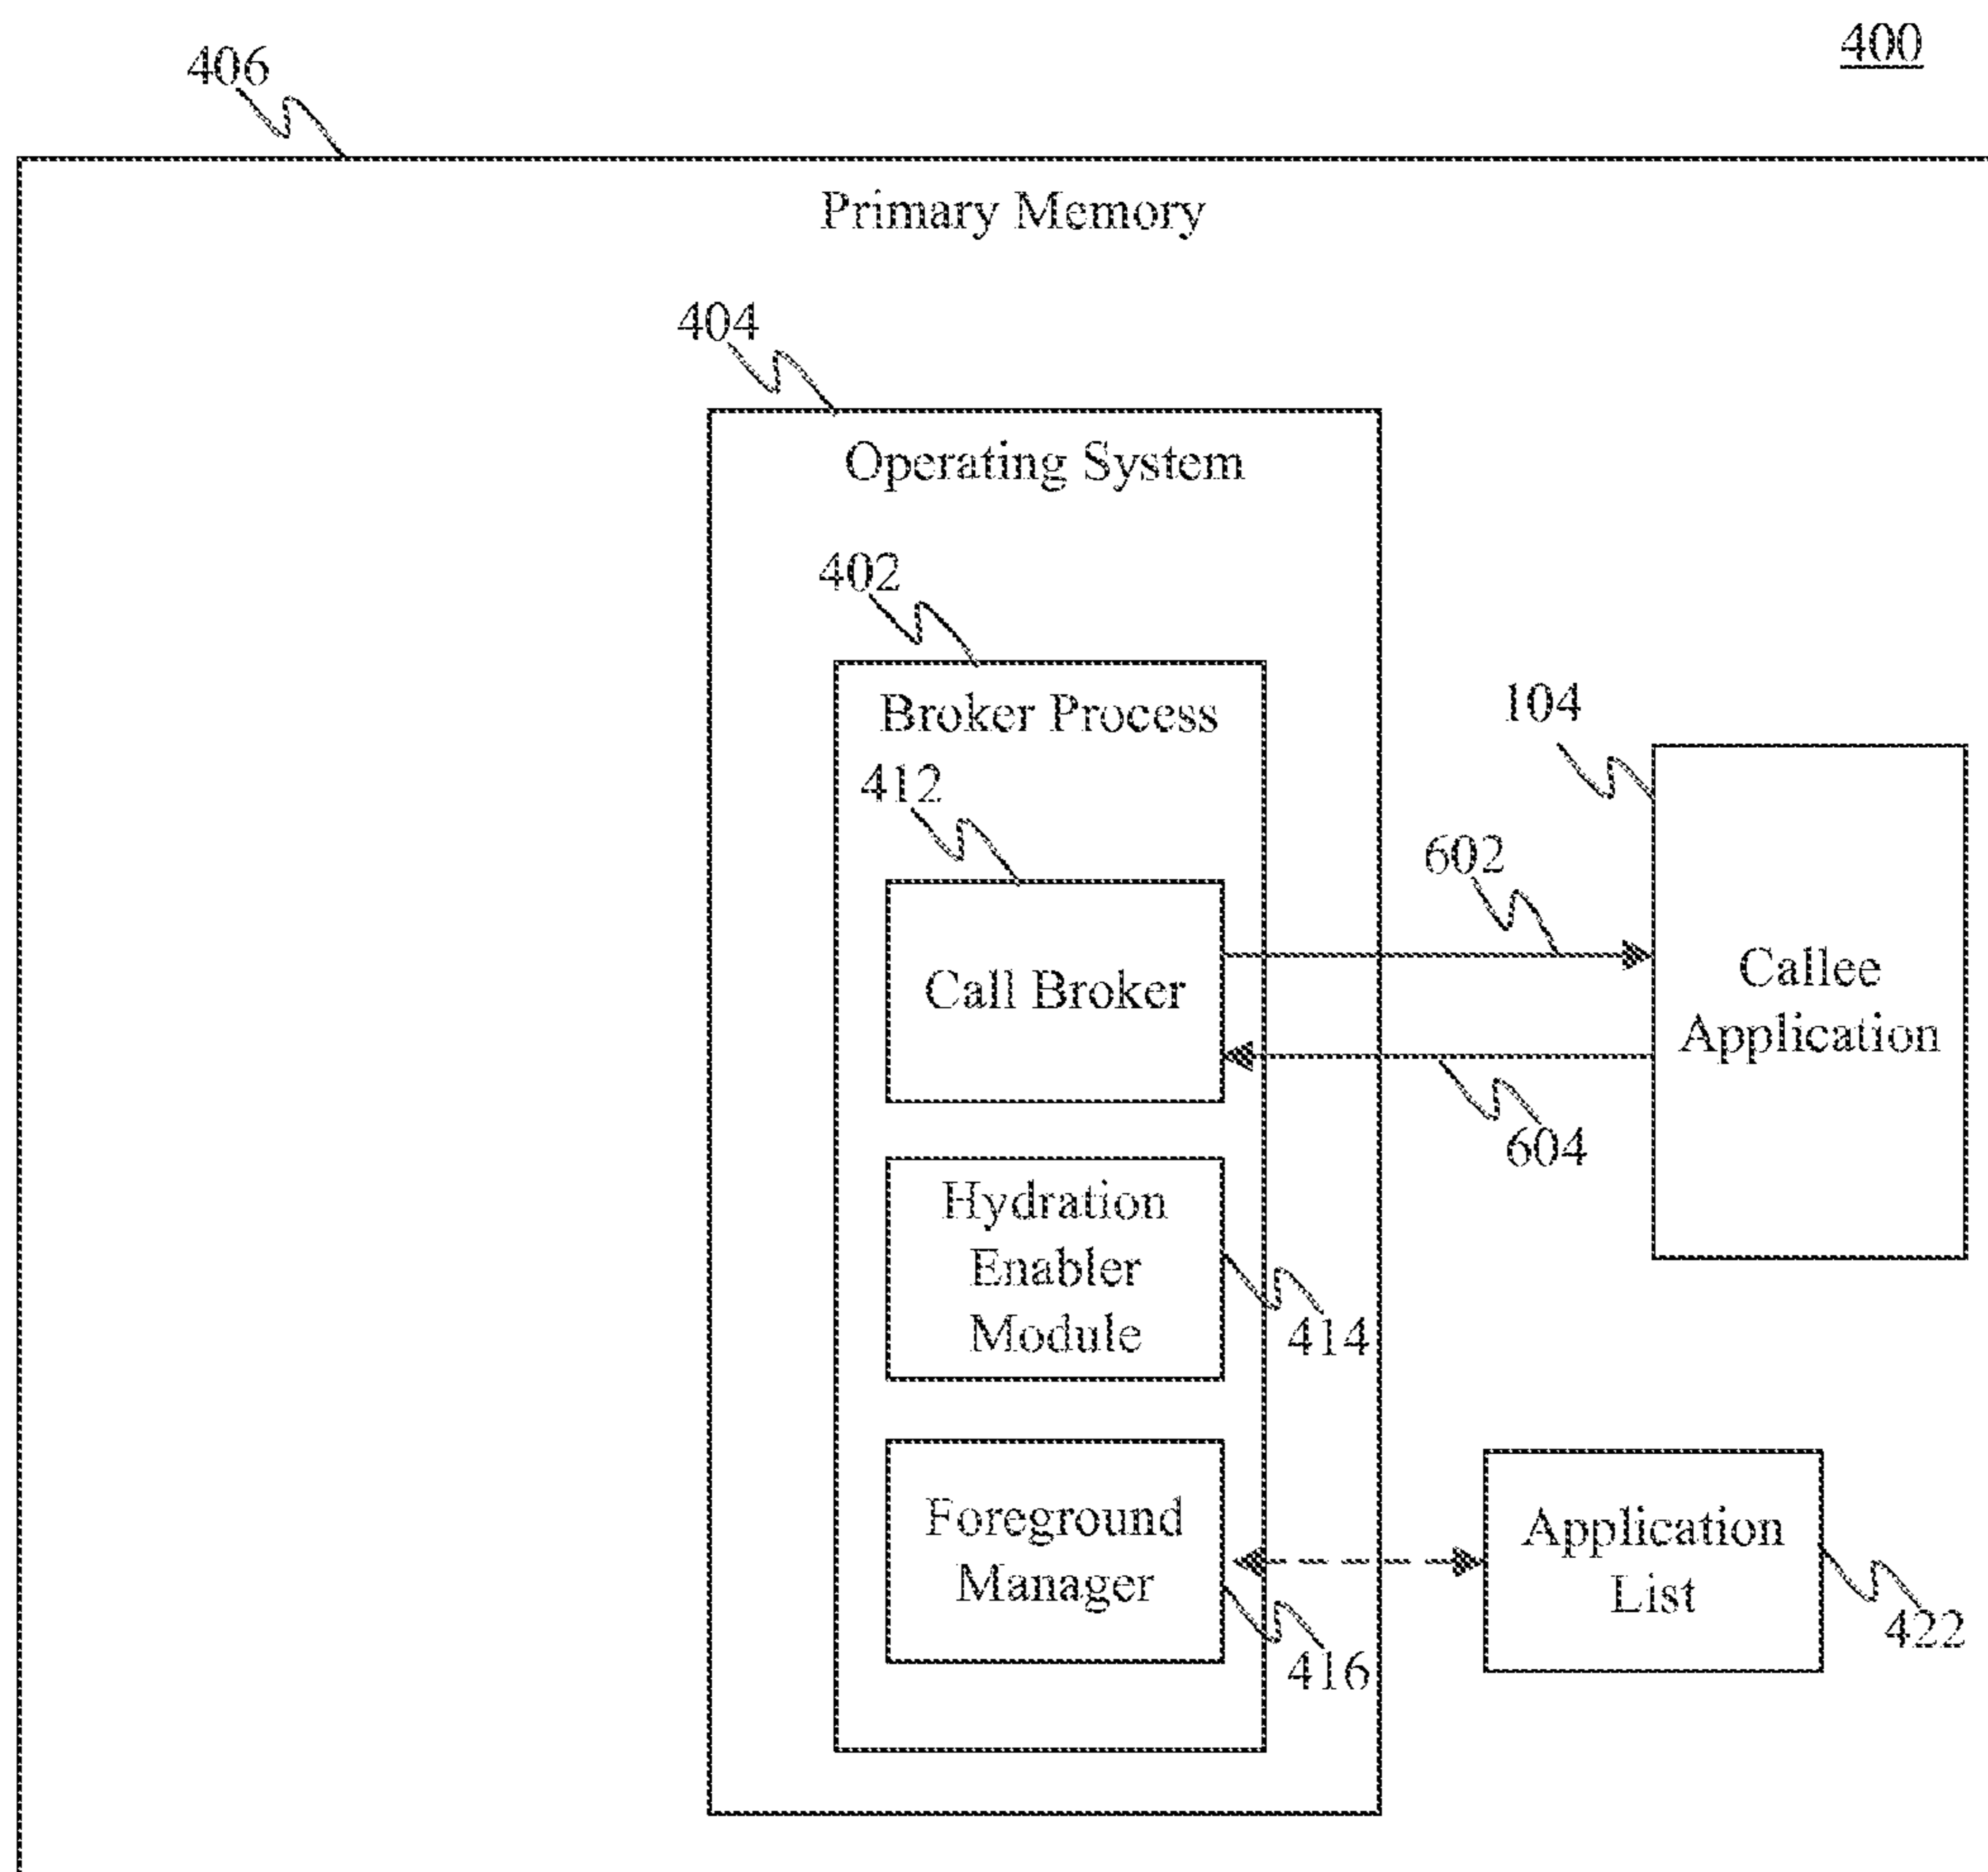 400
406
Primary Memory
404
Operating System
402
Broker Process
104
412
602
Call Broker
Callee
Application
604
Hydration
Enabler
Module
414
Foreground
Manager
Application
List
416
422